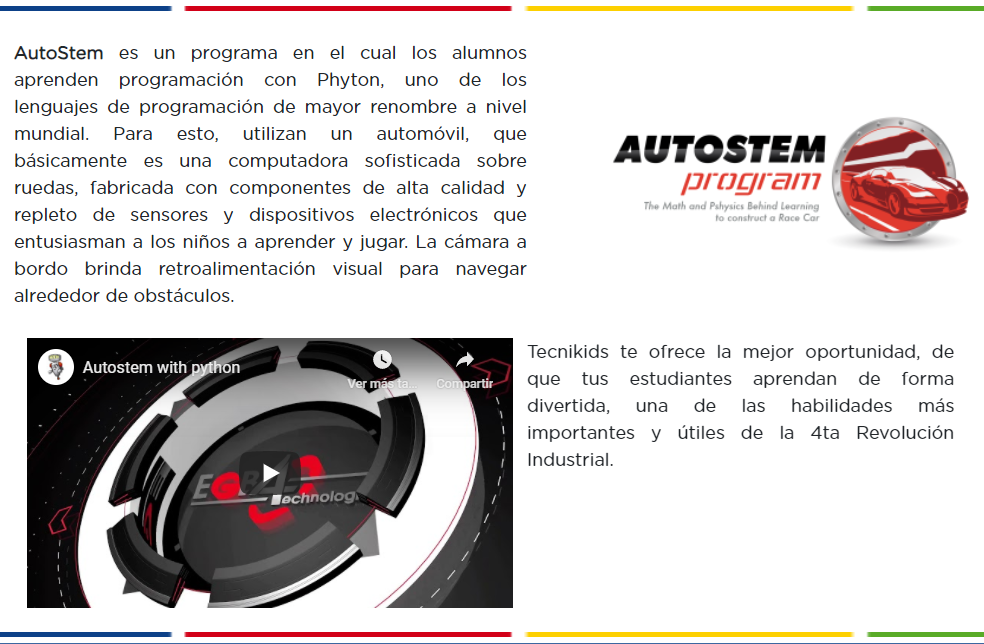 AutoStem es un programa en el cual los alumnos
aprenden programación con Phyton, uno de los
lenguajes de programación de mayor renombre a nivel
mundial. Para esto, utilizan un automóvil, que
básicamente es una computadora sofisticada sobre
ruedas, fabricada con componentes de alta calidad y
repleto de sensores y dispositivos electrónicos que
entusiasman a los niños a aprender y jugar. La cámara a
bordo brinda retroalimentación visual para navegar
alrededor de obstáculos.
AUTOSTEM
program
The Math and Pshysics Behind Learning
to construct a Race Car
Autostem with python
Ver más ta...
Compartir
Technolog
Tecnikids te ofrece la mejor oportunidad, de
que tus estudiantes aprendan de forma
divertida, una de las habilidades más
importantes y útiles de la 4ta Revolución
Industrial.